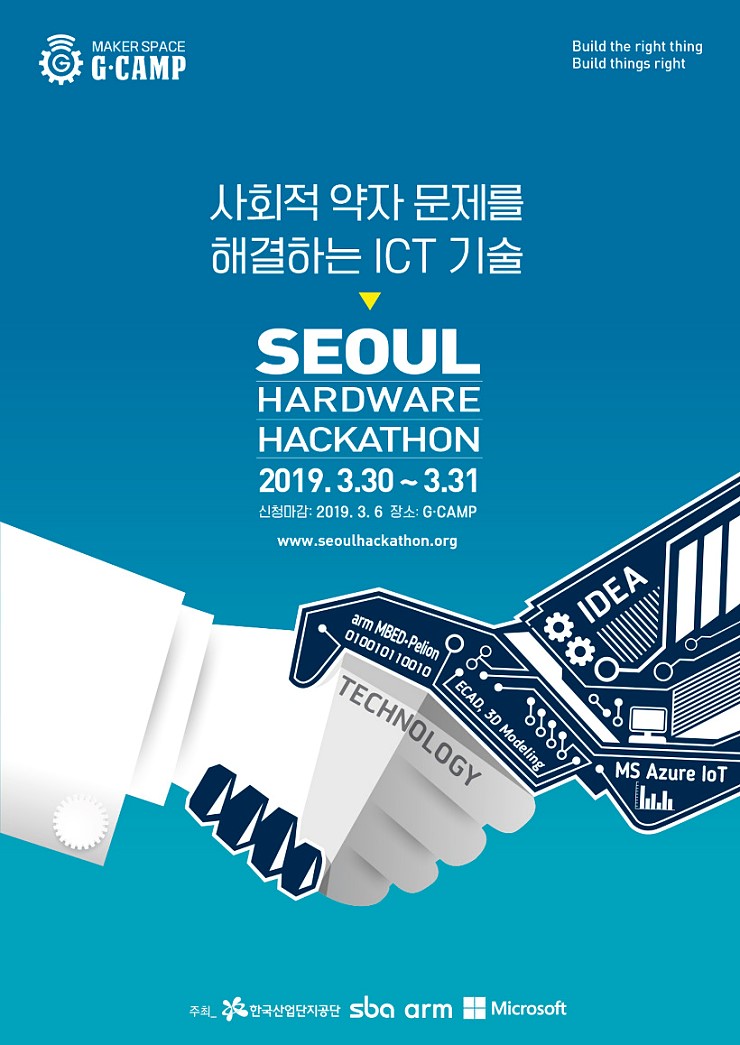 MAKER SPACE
G·CAMP
Build the right thing
Build things right
사회적 약자 문제를
해결하는 ICT 기술
SEOUL
HARDWARE
HACKATHON
2019. 3.30 ~ 3.31
신청마감: 2019. 3. 6 장소: G·CAMP
www.seoulhackathon.org
IDEA
arm MBED·Pelion
010010110010
ECAD, 3D Modeling
TECHNOLOGY
MS Azure IoT
주최_ 한국산업단지공단 sba arm Microsoft